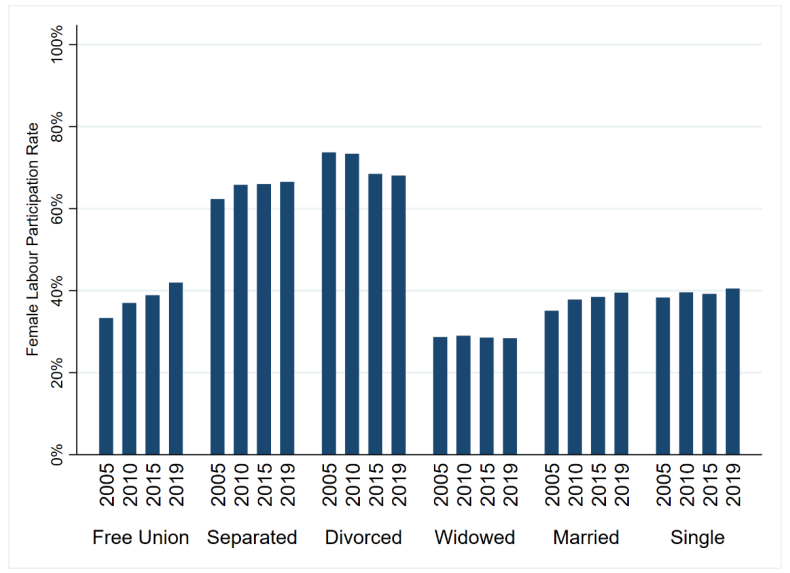 Female Labour Participation Rate
100%
80%
60%
40%
20%
0%
2005 2010 2015 2019 2005 2010 2015 2019 2005 2010 2015 2019 2005 2010 2015 2019 2005 2010 2015 2019 2005 2010 2015 2019
Free Union Separated Divorced Widowed Married Single